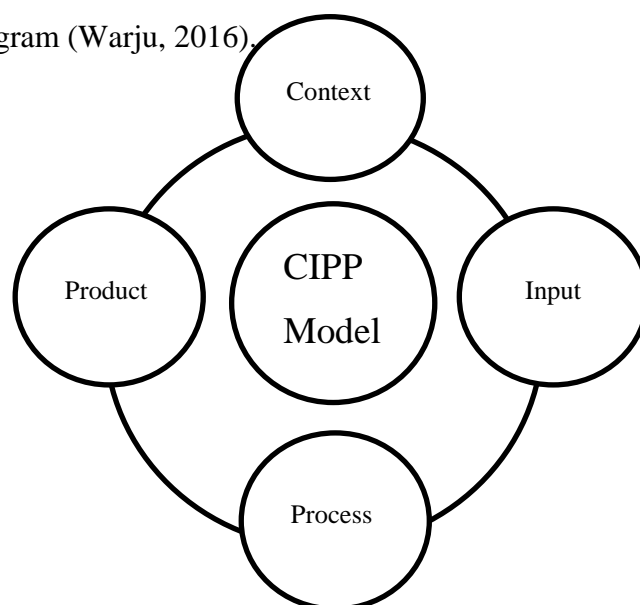 gram (Warju, 2016).
Context
CIPP
Model
Product
Input
Process